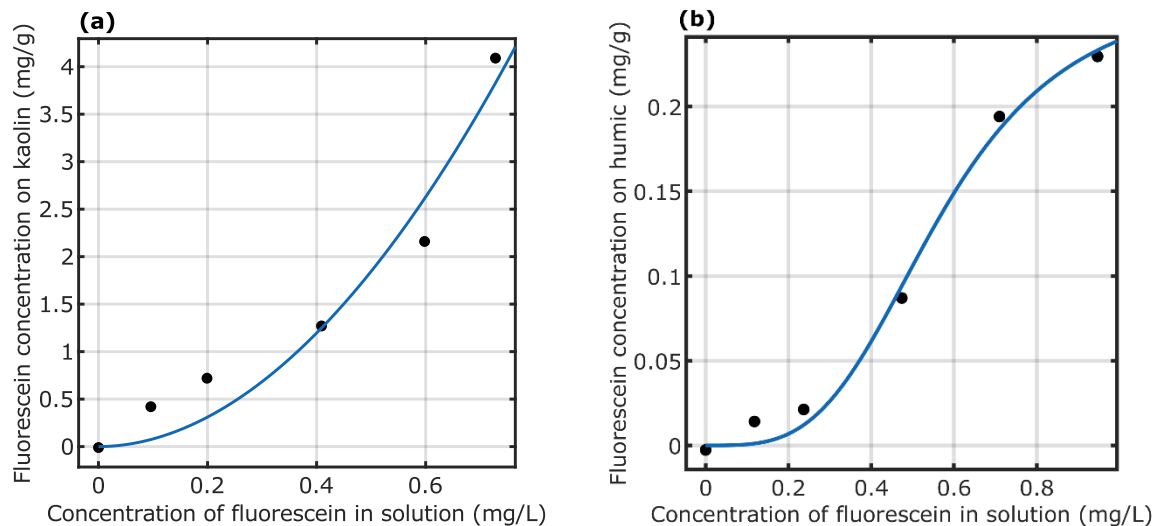 (a)
Fluorescein concentration on kaolin (mg/g)
4
3.5
3
2.5
2
1.5
1
0.5
0
0 0.2 0.4 0.6
Concentration of fluorescein in solution (mg/L)
(b)
Fluorescein concentration on humic (mg/g)
0.2
0.15
0.1
0.05
0
0 0.2 0.4 0.6 0.8
Concentration of fluorescein in solution (mg/L)